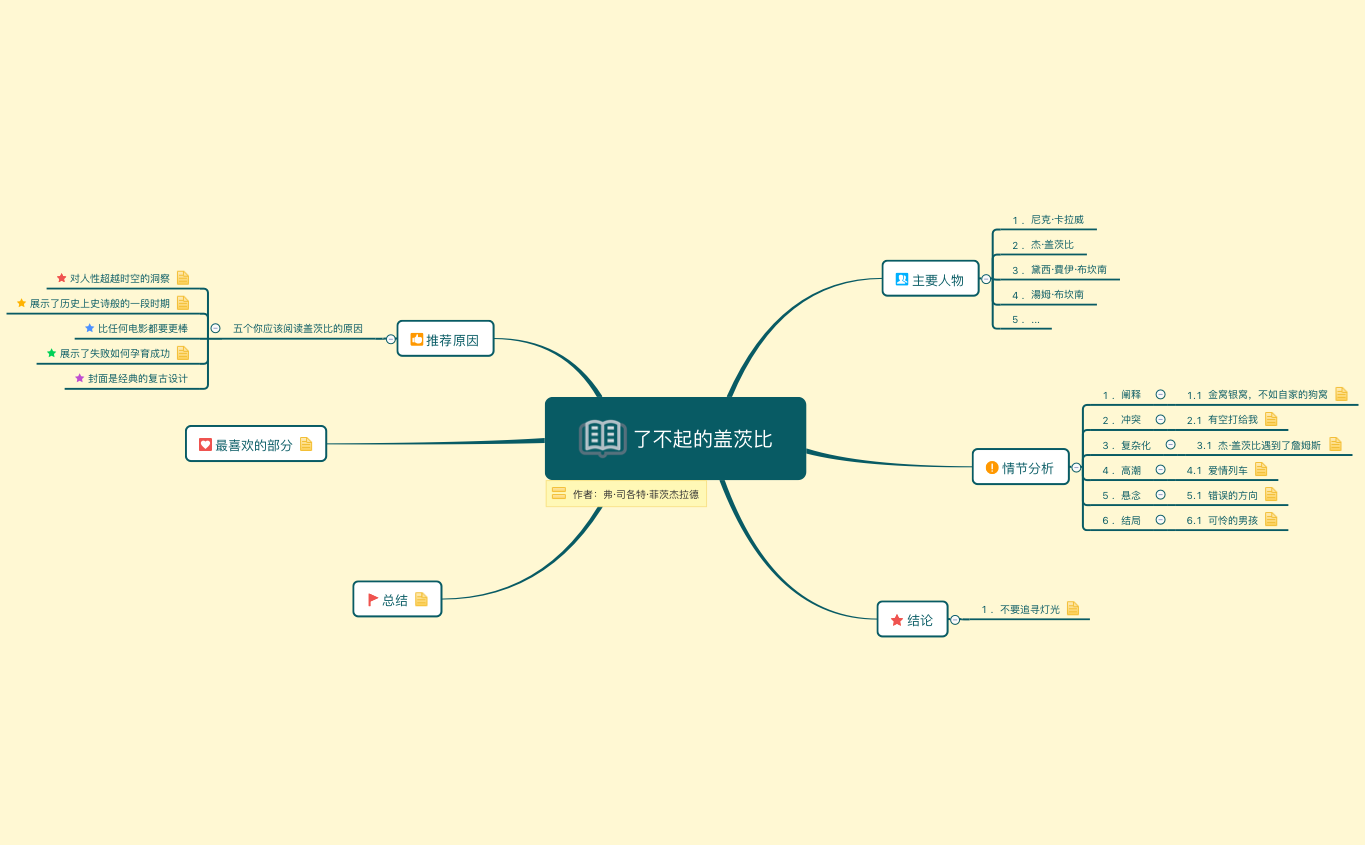 了不起的盖茨比
作者：弗·司各特·菲茨杰拉德
主要人物
1 . 尼克·卡拉威
2 . 杰·盖茨比
3 . 黛西·費伊·布坎南
4 . 湯姆·布坎南
5 . ...
情节分析
1 . 阐释
1.1 金窝银窝，不如自家的狗窝
2 . 冲突
2.1 有空打给我
3 . 复杂化
3.1 杰·盖茨比遇到了詹姆斯
4 . 高潮
4.1 爱情列车
5 . 悬念
5.1 错误的方向
6 . 结局
6.1 可怜的男孩
结论
1 . 不要追寻灯光
推荐原因
五个你应该阅读盖茨比的原因
对人性超越时空的洞察
展示了历史上史诗般的一段时期
比任何电影都要更棒
展示了失败如何孕育成功
封面是经典的复古设计
最喜欢的部分
总结